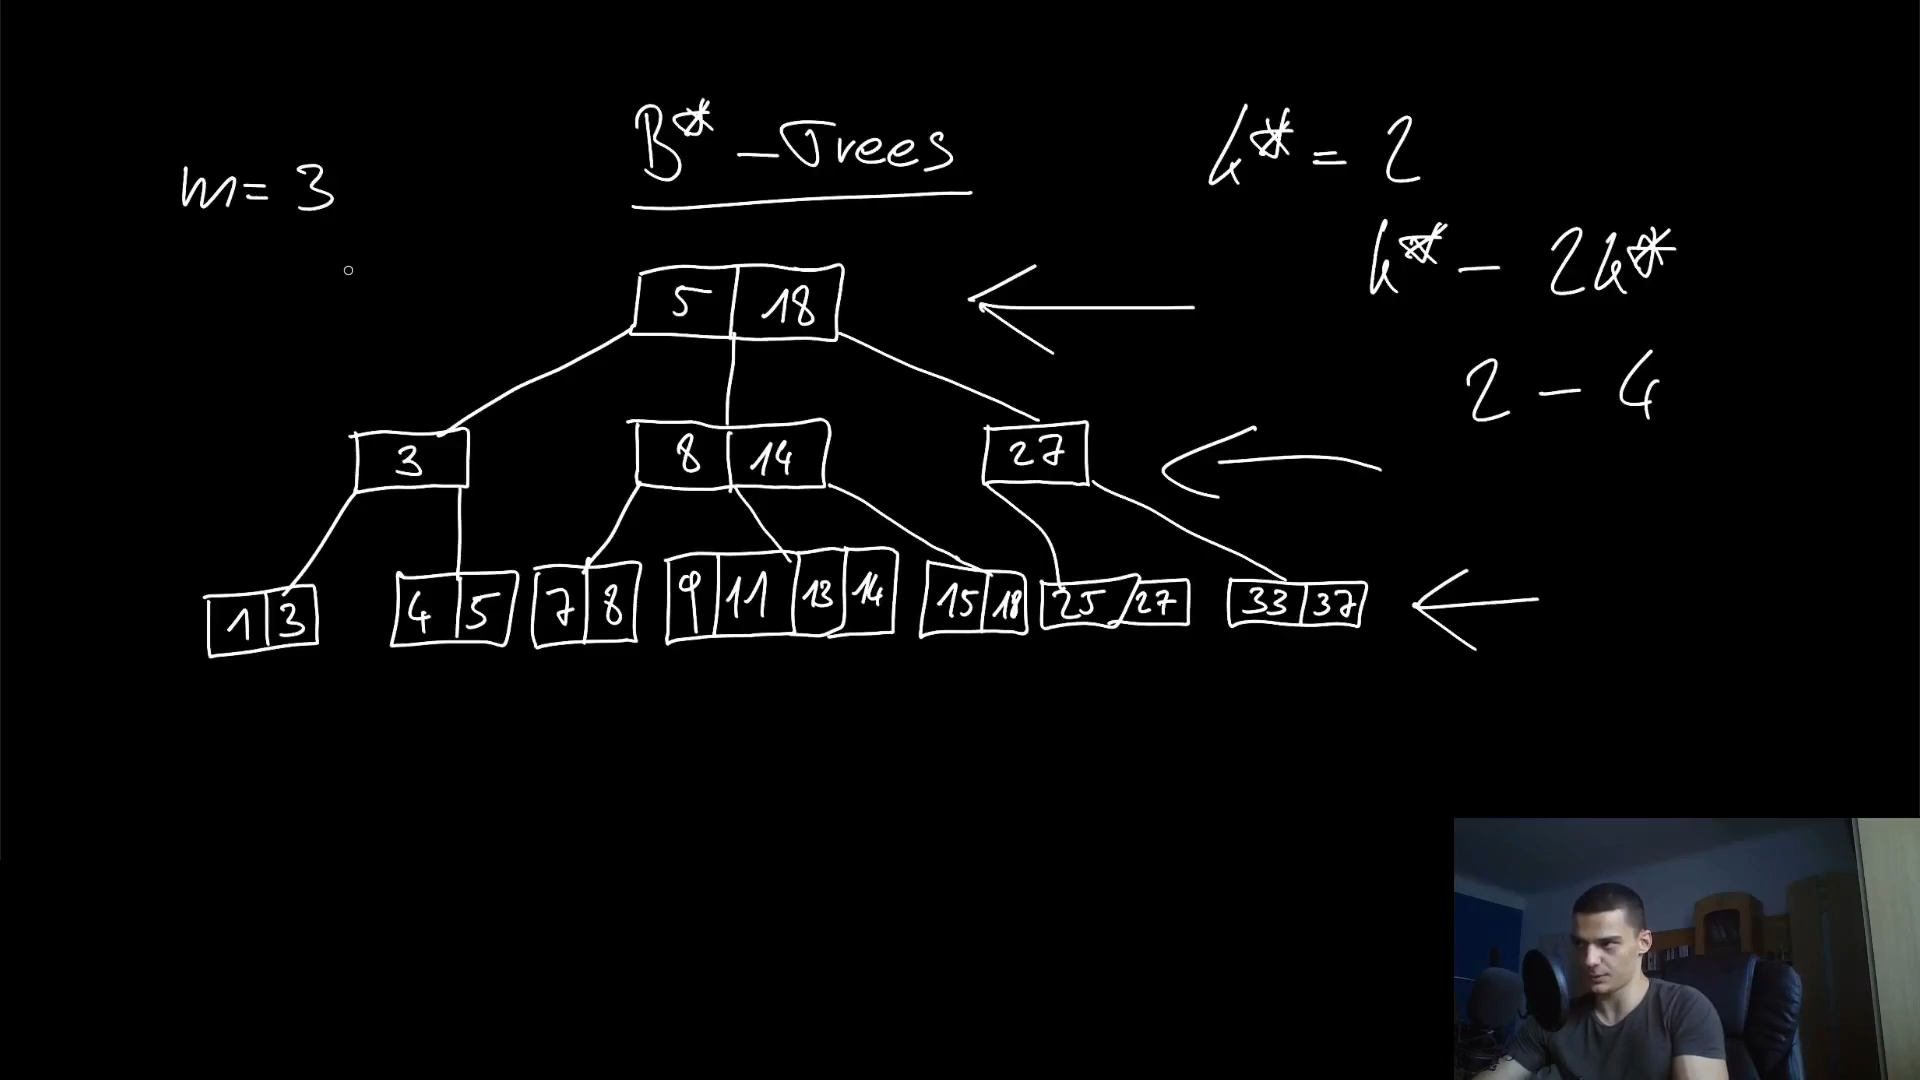 B* - Trees
m = 3
k* = 2
k* - 2k*
2 - 4
5 18
3 8 14 27
1 3 4 5 7 8 9 11 13 14 15 18 25 27 33 37